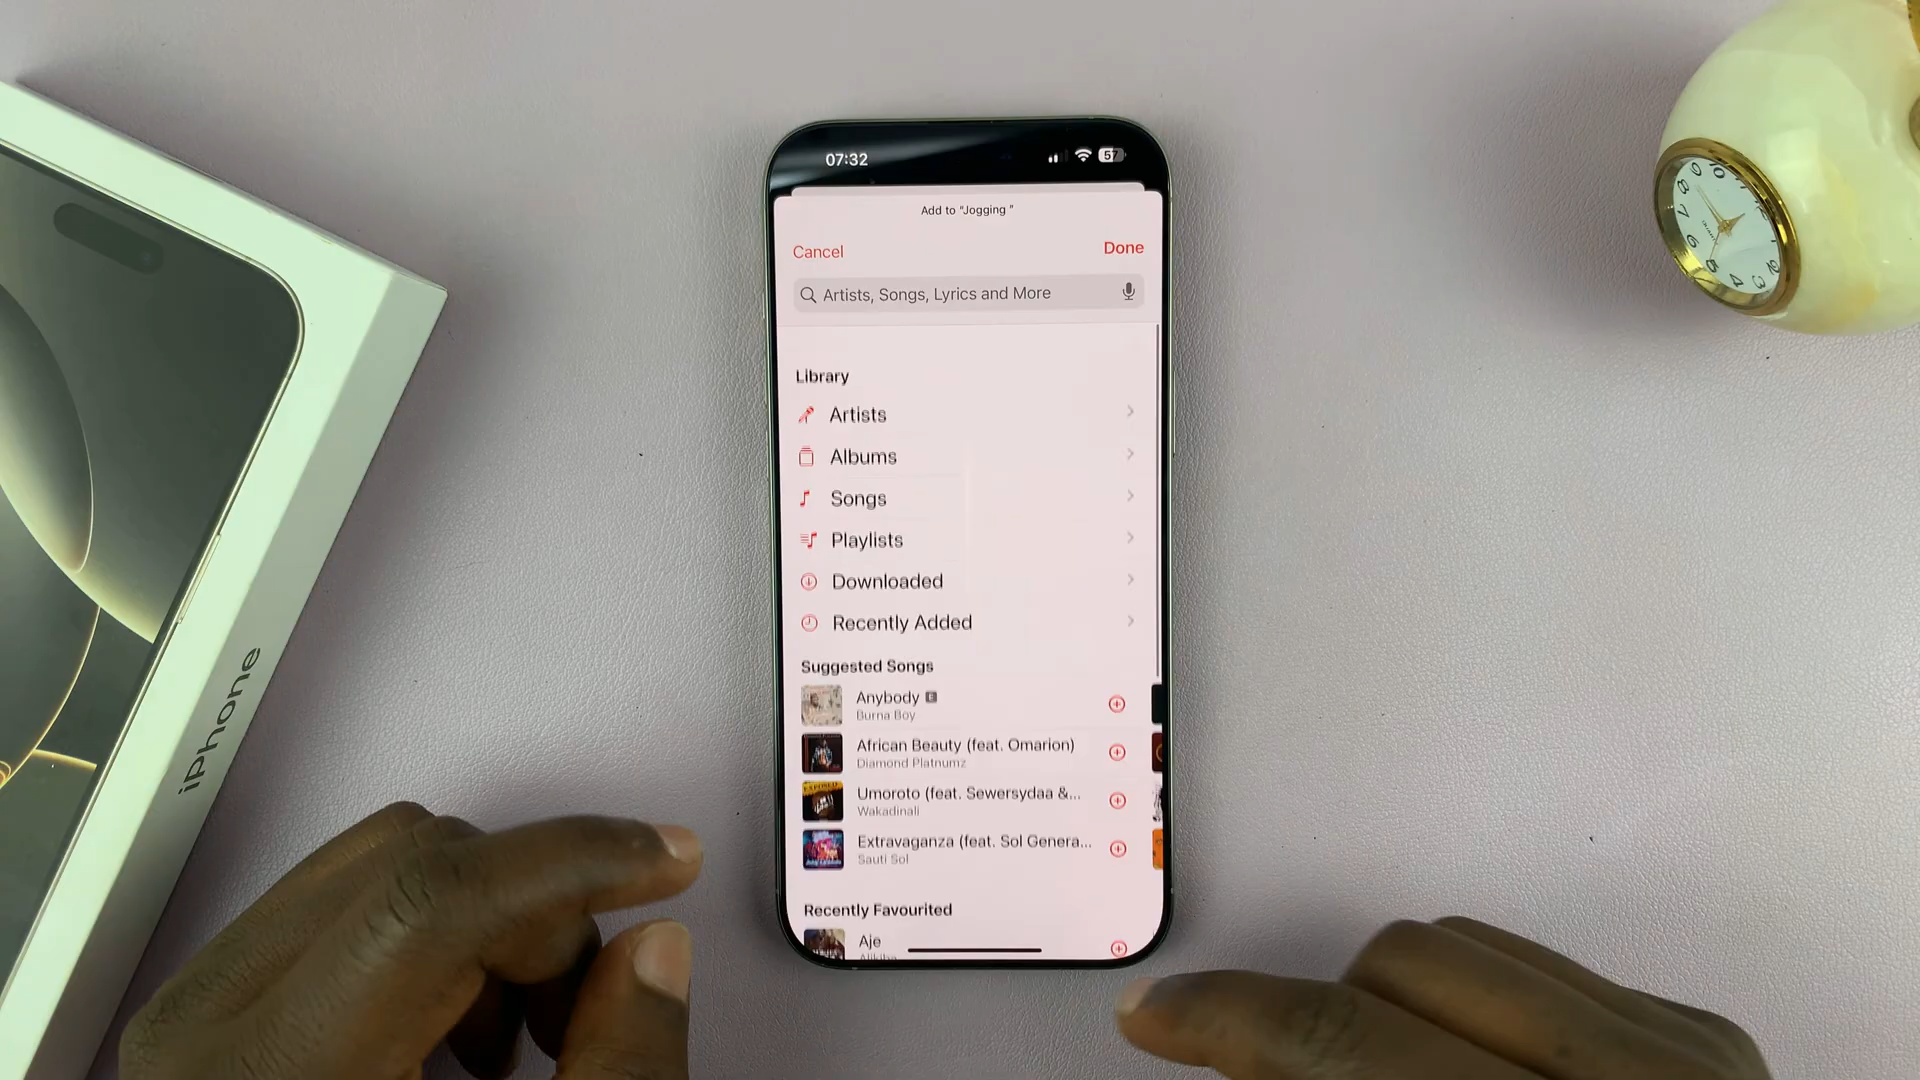 iPhone
07:32
57
Add to "Jogging "
Cancel
Done
Artists, Songs, Lyrics and More
Library
Artists
Albums
Songs
Playlists
Downloaded
Recently Added
Suggested Songs
Anybody E
Burna Boy
African Beauty (feat. Omarion)
Diamond Platnumz
Umoroto (feat. Sewersydaa &...
Wakadinali
Extravaganza (feat. Sol Genera...
Sauti Sol
Recently Favourited
Aje
Alikiba